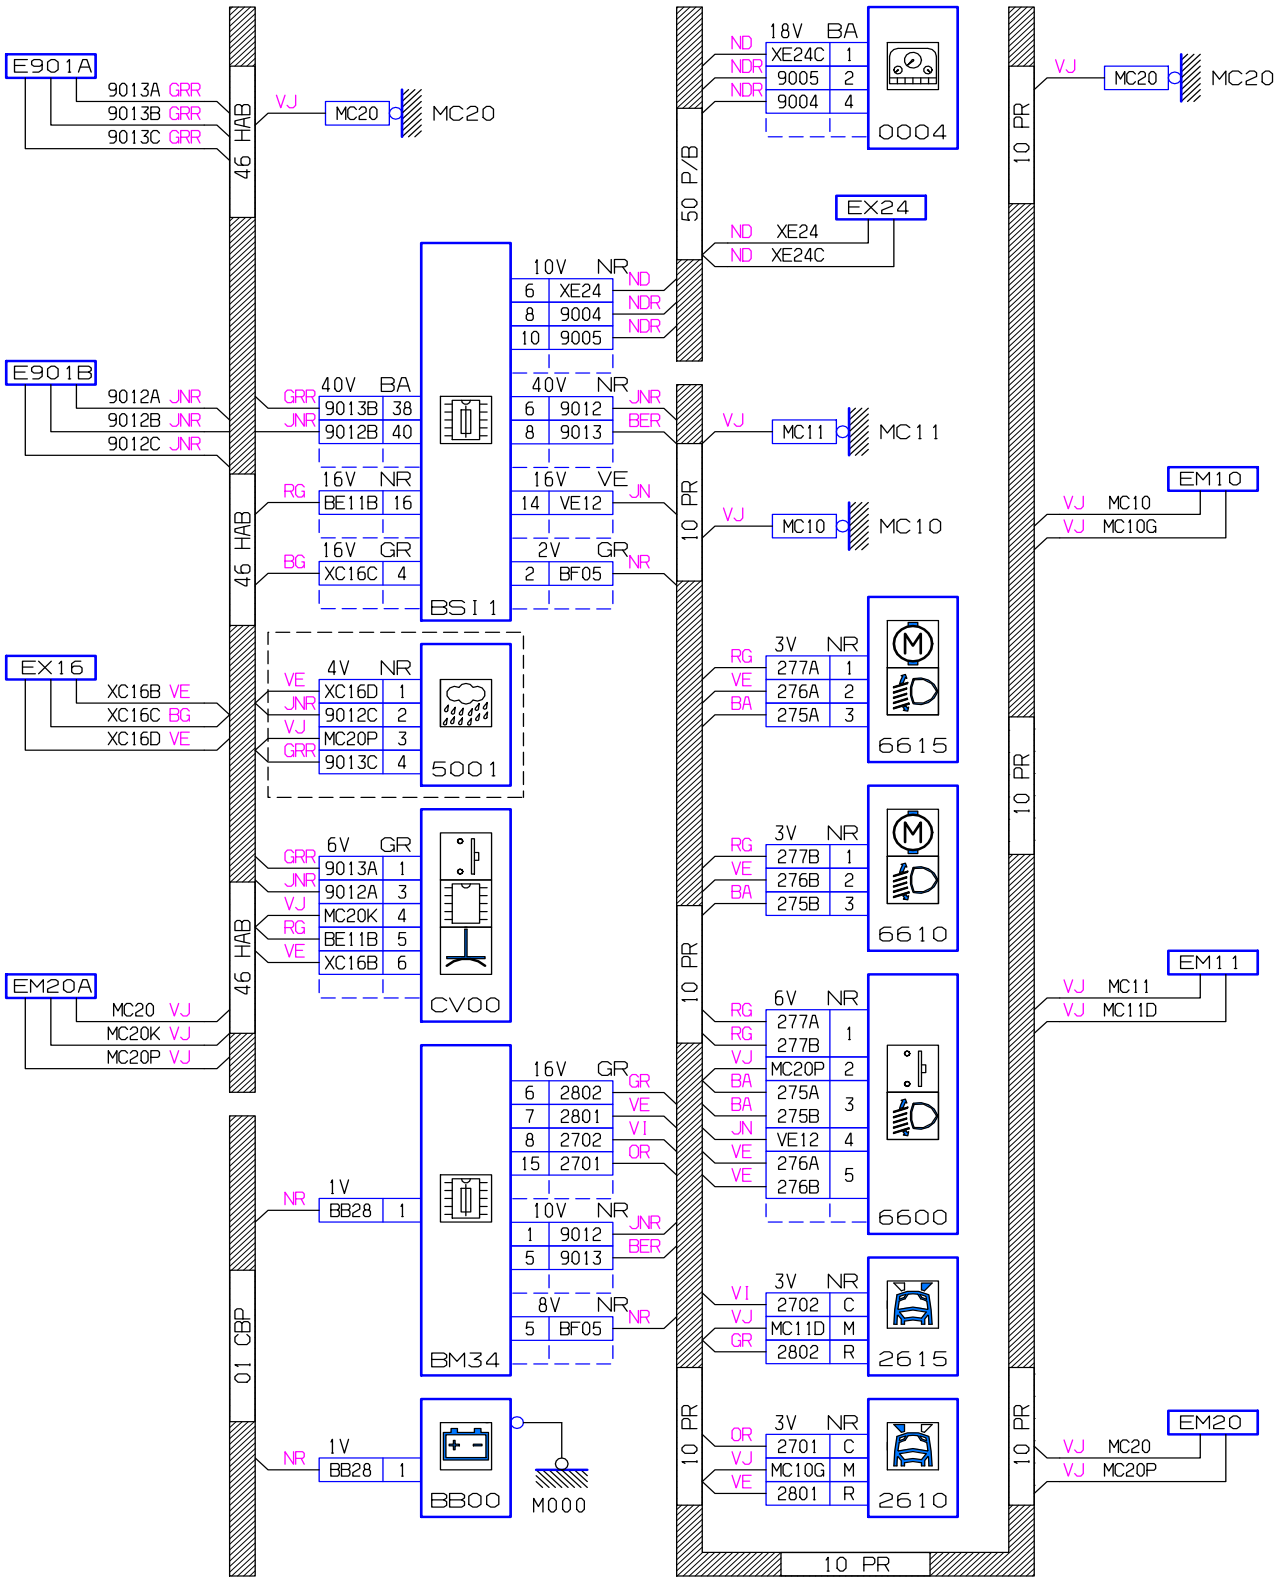 E901A
9013A GRR
9013B GRR
9013C GRR
46 HAB
VJ
MC20
MC20
E901B
9012A JNR
9012B JNR
9012C JNR
46 HAB
EX16
XC16B VE
XC16C BG
XC16D VE
46 HAB
EM20A
MC20 VJ
MC20K VJ
MC20P VJ
01 CBP
10V NR
6 XE24 ND
8 9004 NDR
10 9005 NDR
40V BA
GRR 9013B 38
JNR 9012B 40
40V NR
6 9012 JNR
8 9013 BER
16V NR
RG BE11B 16
16V VE
14 VE12 JN
16V GR
BG XC16C 4
2V GR
2 BF05 NR
BSI1
4V NR
VE XC16D 1
JNR 9012C 2
VJ MC20P 3
GRR 9013C 4
5001
6V GR
GRR 9013A 1
JNR 9012A 3
VJ MC20K 4
RG BE11B 5
VE XC16B 6
CV00
16V GR
6 2802 GR
7 2801 VE
8 2702 VI
15 2701 OR
1V
NR BB28 1
10V NR
1 9012 JNR
5 9013 BER
8V NR
5 BF05 NR
BM34
1V
NR BB28 1
+ -
BB00
M000
50 P/B
18V BA
ND XE24C 1
NDR 9005 2
NDR 9004 4
0004
EX24
ND XE24
ND XE24C
10 PR
VJ
MC11
MC11
VJ
MC10
MC10
3V NR
RG 277A 1
VE 276A 2
BA 275A 3
M
6615
3V NR
RG 277B 1
VE 276B 2
BA 275B 3
M
6610
10 PR
6V NR
RG 277A
RG 277B
1
VJ MC20P 2
BA 275A
BA 275B
3
JN VE12 4
VE 276A
VE 276B
5
6600
3V NR
VI 2702 C
VJ MC11D M
GR 2802 R
2615
10 PR
3V NR
OR 2701 C
VJ MC10G M
VE 2801 R
2610
10 PR
10 PR
VJ
MC20
MC20
EM10
VJ MC10
VJ MC10G
10 PR
EM11
VJ MC11
VJ MC11D
10 PR
EM20
VJ MC20
VJ MC20P